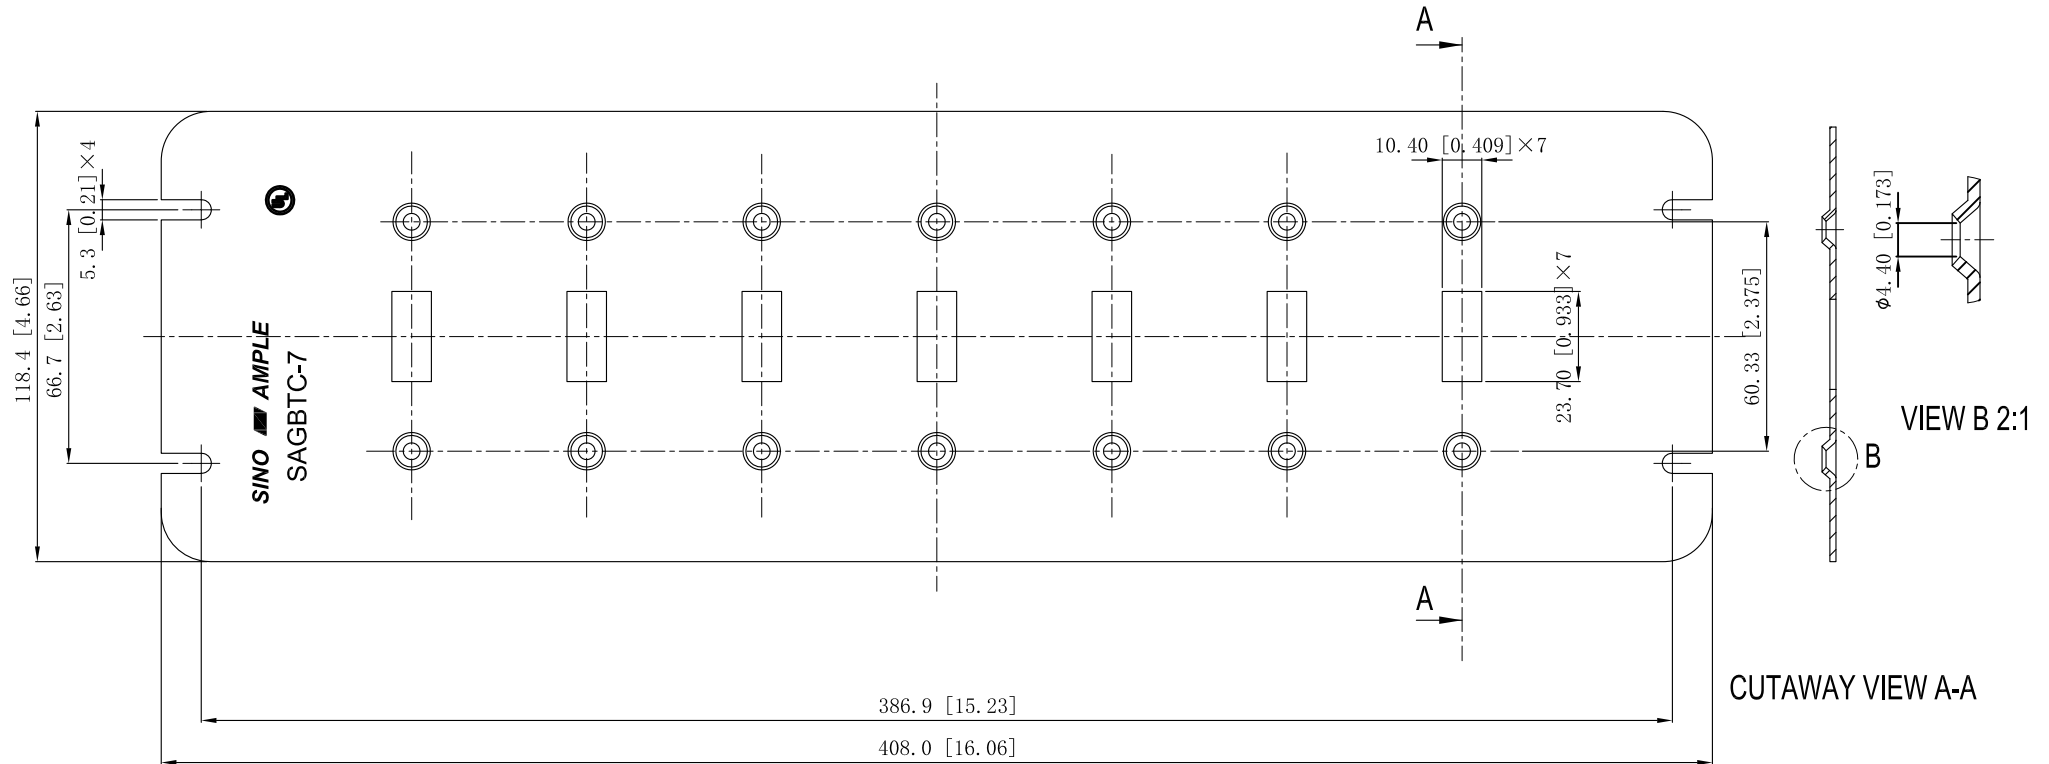 A
10.40 [0.409]×7
5.3 [0.21]×4
118.4 [4.66]
66.7 [2.63]
UL
SINO AMPLE
SAGBTC-7
23.70 [0.933]×7
60.33 [2.375]
ϕ4.40 [0.173]
VIEW B 2:1
B
A
CUTAWAY VIEW A-A
386.9 [15.23]
408.0 [16.06]